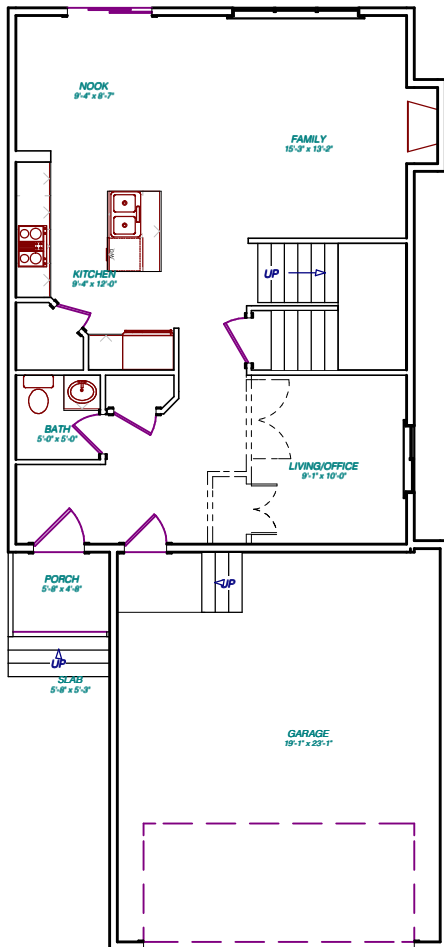 NOOK
9'-4" x 8'-7"
FAMILY
15'-3" x 13'-2"
UP
KITCHEN
9'-4" x 12'-0"
BATH
5'-0" x 5'-0"
LIVING/OFFICE
9'-1" x 10'-0"
PORCH
5'-8" x 4'-8"
UP
UP
SLAB
5'-8" x 5'-3"
GARAGE
19'-1" x 23'-1"